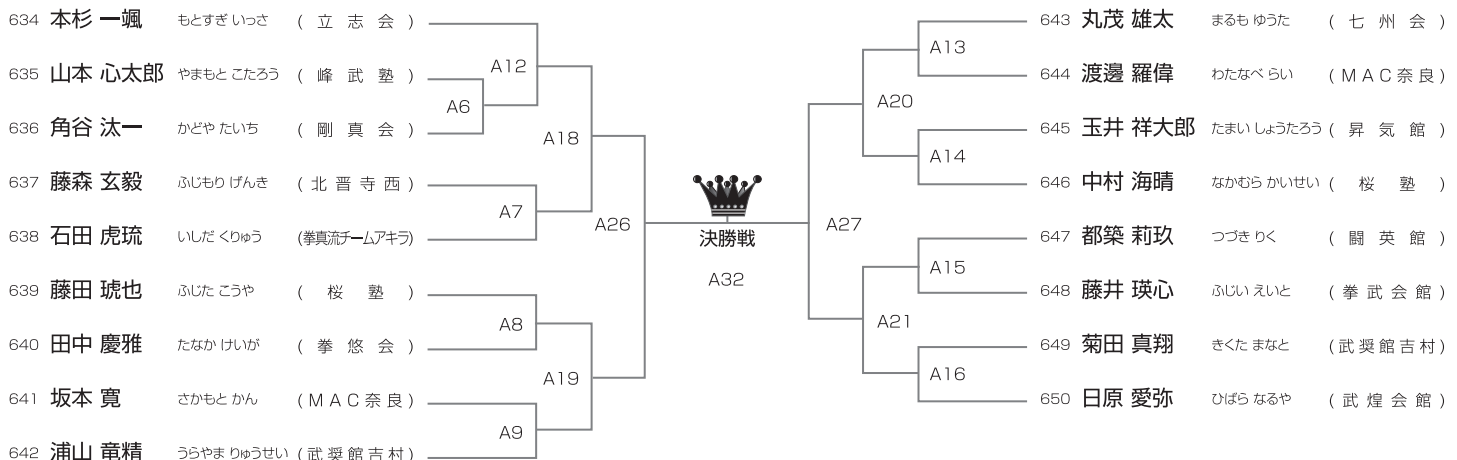 634 本杉 一颯 もとすぎ いっさ (立志会)
635 山本 心太郎 やまもと こたろう (峰武塾)
636 角谷 汰一 かどや たいち (剛真会)
637 藤森 玄毅 ふじもり げんき (北晋寺西)
638 石田 虎琉 いしだ くりゅう (拳真流チームアキラ)
639 藤田 琥也 ふじた こうや (桜塾)
640 田中 慶雅 たなか けいが (拳悠会)
641 坂本 寛 さかもと かん (MAC奈良)
642 浦山 竜精 うらやま りゅうせい (武奨館吉村)
A12
A6
A18
A7
A26
A8
A19
A9
決勝戦
A32
A13
A20
A14
A27
A15
A21
A16
643 丸茂 雄太 まるも ゆうた (七州会)
644 渡邊 羅偉 わたなべ らい (MAC奈良)
645 玉井 祥大郎 たまい しょうたろう (昇気館)
646 中村 海晴 なかむら かいせい (桜塾)
647 都築 莉玖 つづき りく (闘英館)
648 藤井 瑛心 ふじい えいと (拳武会館)
649 菊田 真翔 きくた まなと (武奨館吉村)
650 日原 愛弥 ひばら なるや (武煌会館)